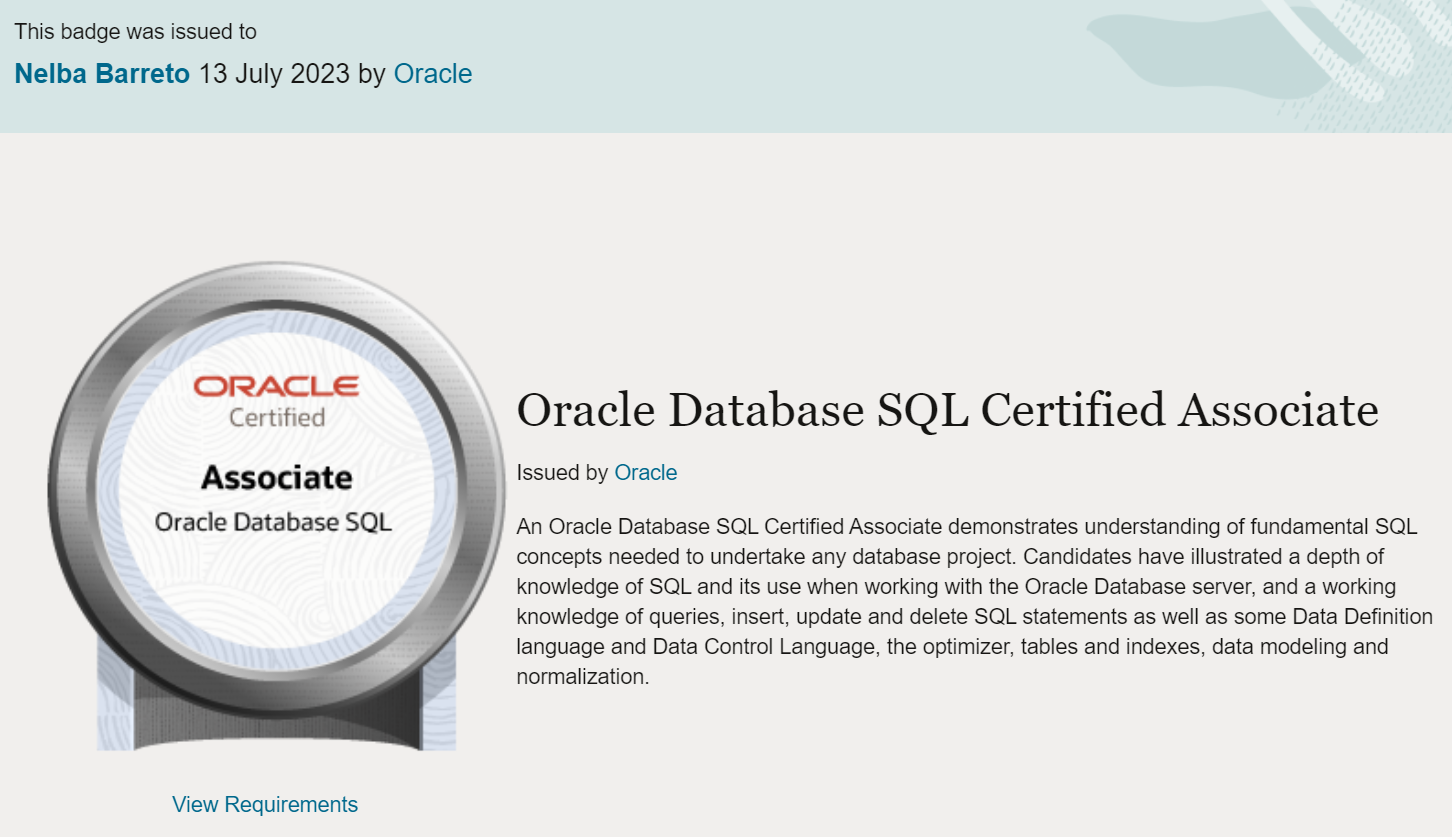 This badge was issued to
Nelba Barreto 13 July 2023 by Oracle
ORACLE
Certified
Associate
Oracle Database SQL
Oracle Database SQL Certified Associate
Issued by Oracle
An Oracle Database SQL Certified Associate demonstrates understanding of fundamental SQL
concepts needed to undertake any database project. Candidates have illustrated a depth of
knowledge of SQL and its use when working with the Oracle Database server, and a working
knowledge of queries, insert, update and delete SQL statements as well as some Data Definition
language and Data Control Language, the optimizer, tables and indexes, data modeling and
normalization.
View Requirements